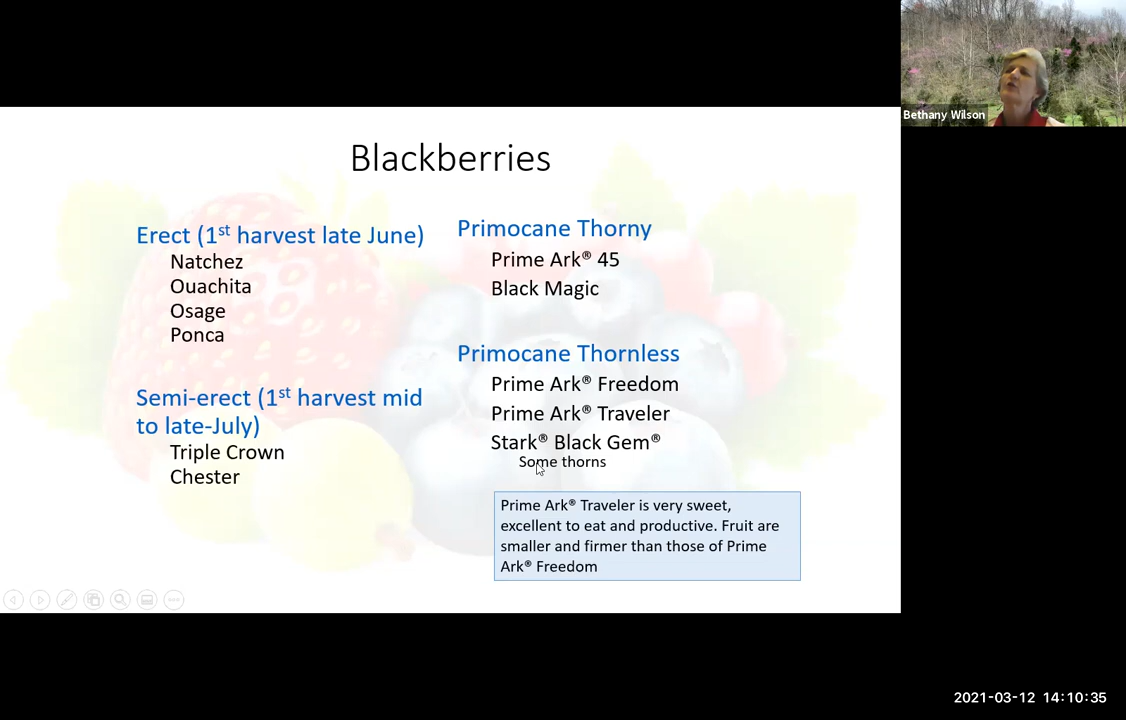 Bethany Wilson
Blackberries
Erect (1st harvest late June)
Natchez
Ouachita
Osage
Ponca
Semi-erect (1st harvest mid
to late-July)
Triple Crown
Chester
Primocane Thorny
Prime Ark® 45
Black Magic
Primocane Thornless
Prime Ark® Freedom
Prime Ark® Traveler
Stark® Black Gem®
Some thorns
Prime Ark® Traveler is very sweet,
excellent to eat and productive. Fruit are
smaller and firmer than those of Prime
Ark® Freedom
2021-03-12 14:10:35